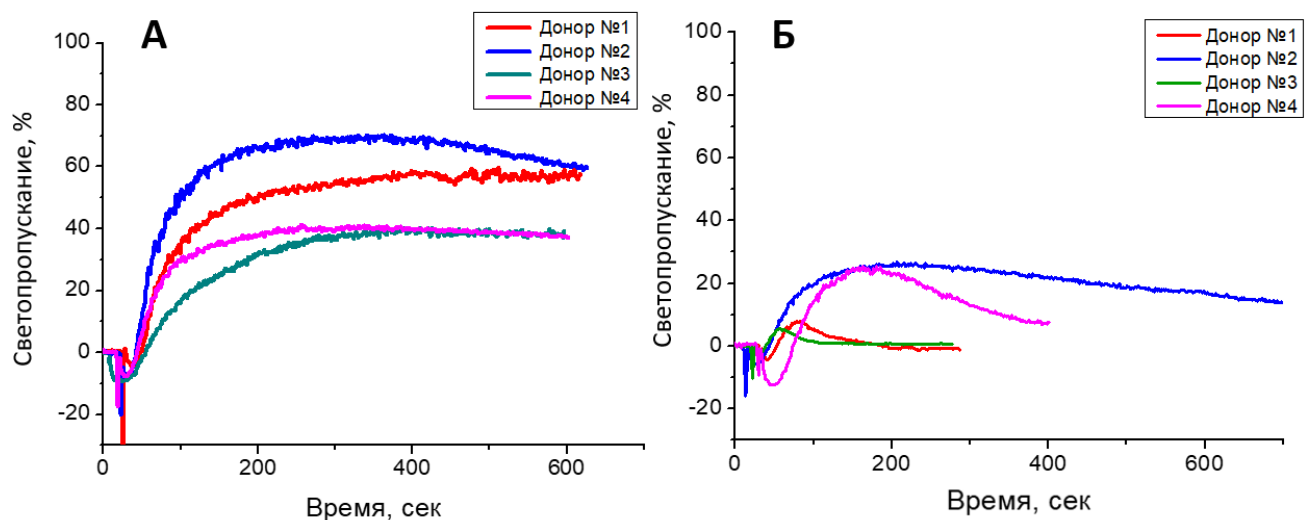 А
Донор №1
Донор №2
Донор №3
Донор №4
100
80
60
40
20
0
-20
Светопропускание, %
0 200 400 600
Время, сек
Б
Донор №1
Донор №2
Донор №3
Донор №4
100
80
60
40
20
0
-20
Светопропускание, %
0 200 400 600
Время, сек